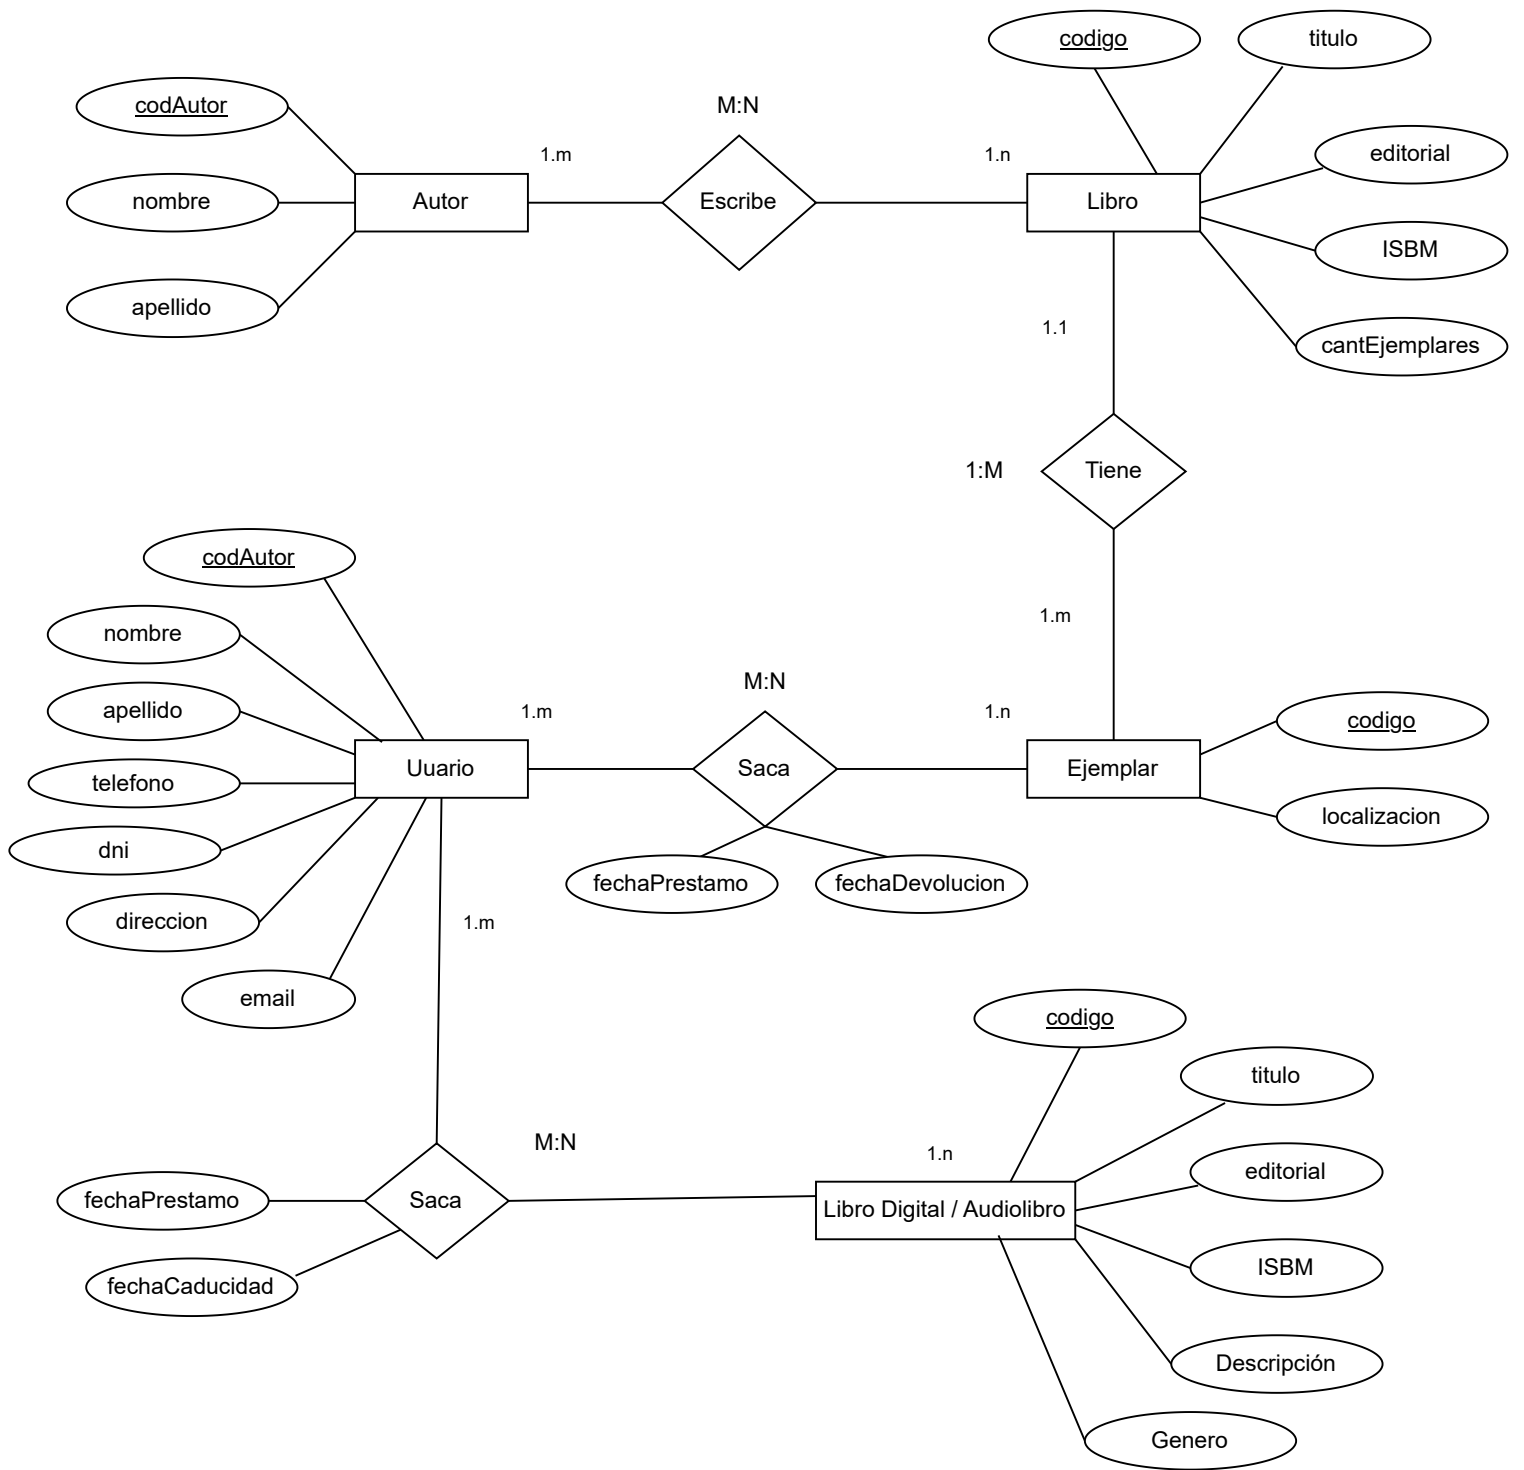 codigo
titulo
codAutor
M:N
editorial
1.m
1.n
nombre
Autor
Escribe
Libro
ISBM
apellido
1.1
cantEjemplares
1:M
Tiene
codAutor
1.m
nombre
M:N
apellido
1.m
1.n
codigo
telefono
Uuario
Saca
Ejemplar
localizacion
dni
fechaPrestamo
fechaDevolucion
direccion
1.m
email
codigo
titulo
M:N
1.n
editorial
fechaPrestamo
Saca
Libro Digital / Audiolibro
fechaCaducidad
ISBM
Descripción
Genero